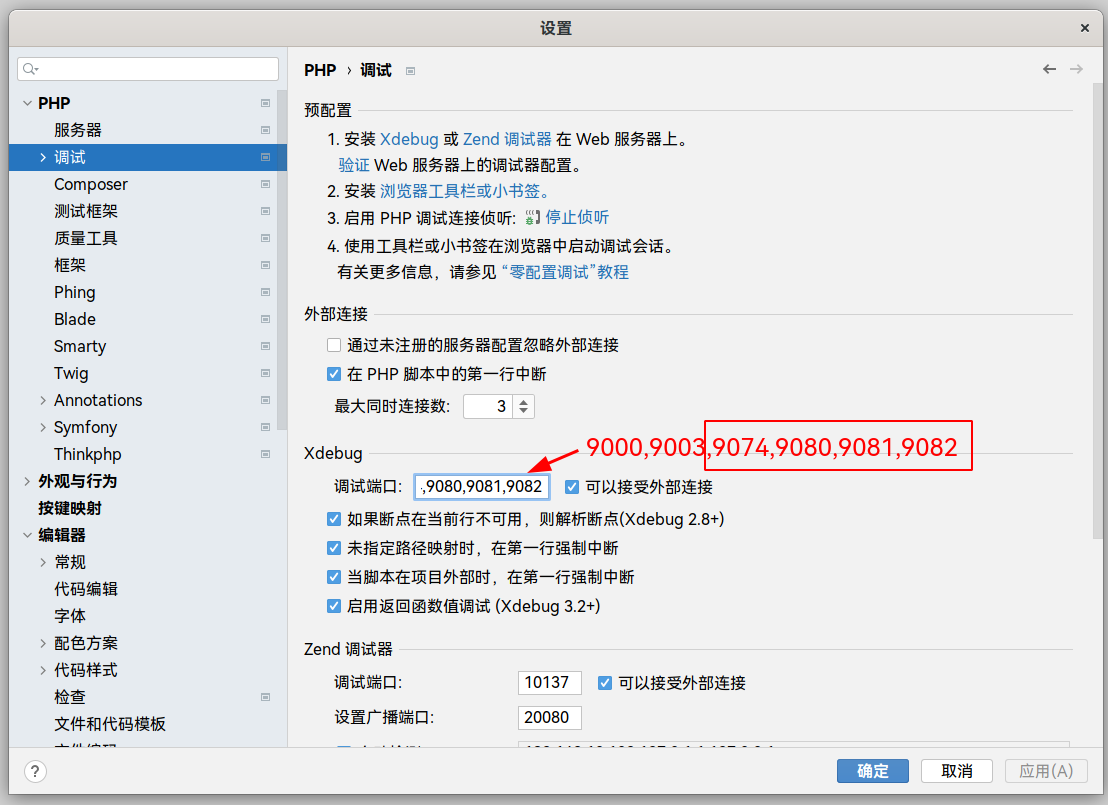 设置
PHP
服务器
调试
Composer
测试框架
质量工具
框架
Phing
Blade
Smarty
Twig
Annotations
Symfony
Thinkphp
外观与行为
按键映射
编辑器
常规
代码编辑
字体
配色方案
代码样式
检查
文件和代码模板
PHP › 调试
预配置
1. 安装 Xdebug 或 Zend 调试器 在 Web 服务器上。
验证 Web 服务器上的调试器配置。
2. 安装 浏览器工具栏或小书签。
3. 启用 PHP 调试连接侦听: 停止侦听
4. 使用工具栏或小书签在浏览器中启动调试会话。
有关更多信息，请参见 “零配置调试”教程
外部连接
通过未注册的服务器配置忽略外部连接
在 PHP 脚本中的第一行中断
最大同时连接数: 3
9000,9003,9074,9080,9081,9082
Xdebug
调试端口: ,9080,9081,9082 可以接受外部连接
如果断点在当前行不可用，则解析断点(Xdebug 2.8+)
未指定路径映射时，在第一行强制中断
当脚本在项目外部时，在第一行强制中断
启用返回函数值调试 (Xdebug 3.2+)
Zend 调试器
调试端口: 10137 可以接受外部连接
设置广播端口: 20080
?
确定 取消 应用(A)